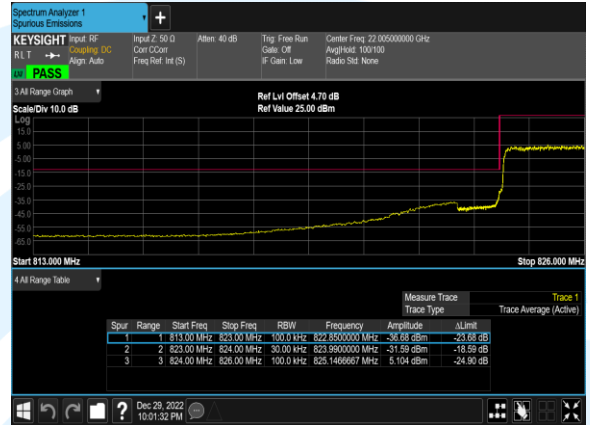 Spectrum Analyzer 1
Spurious Emissions
KEYSIGHT Input: RF Input Z: 50 Ω Atten: 40 dB Trig: Free Run Center Freq: 22.005000000 GHz
RLT Coupling: DC Corr CCorr Gate: Off Avg|Hold: 100/100
Align: Auto Freq Ref: Int (S) IF Gain: Low Radio Std: None
PASS
3 All Range Graph
Ref Lvl Offset 4.70 dB
Scale/Div 10.0 dB Ref Value 25.00 dBm
Log
15.0
5.00
-5.00
-15.0
-25.0
-35.0
-45.0
-55.0
-65.0
Start 813.000 MHz Stop 826.000 MHz
4 All Range Table
Measure Trace Trace 1
Trace Type Trace Average (Active)
Spur Range Start Freq Stop Freq RBW Frequency Amplitude ΔLimit
1 1 813.00 MHz 823.00 MHz 100.0 kHz 822.8500000 MHz -36.68 dBm -23.68 dB
2 2 823.00 MHz 824.00 MHz 30.00 kHz 823.9900000 MHz -31.59 dBm -18.59 dB
3 3 824.00 MHz 826.00 MHz 100.0 kHz 825.1466667 MHz 5.104 dBm -24.90 dB
? Dec 29, 2022
10:01:32 PM